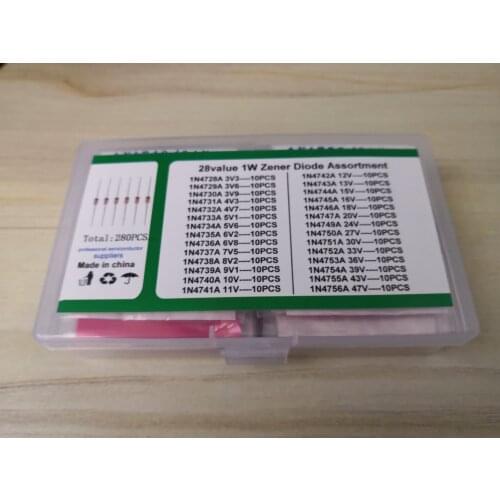 28value 1W Zener Diode Assortment
1N4728A 3V3----10PCS
1N4729A 3V6----10PCS
1N4730A 3V9----10PCS
1N4731A 4V3----10PCS
1N4732A 4V7----10PCS
1N4733A 5V1----10PCS
1N4734A 5V6----10PCS
1N4735A 6V2----10PCS
1N4736A 6V8----10PCS
1N4737A 7V5----10PCS
1N4738A 8V2----10PCS
1N4739A 9V1----10PCS
1N4740A 10V----10PCS
1N4741A 11V----10PCS
1N4742A 12V----10PCS
1N4743A 13V----10PCS
1N4744A 15V----10PCS
1N4745A 16V----10PCS
1N4746A 18V----10PCS
1N4747A 20V----10PCS
1N4749A 24V----10PCS
1N4750A 27V----10PCS
1N4751A 30V----10PCS
1N4752A 33V----10PCS
1N4753A 36V----10PCS
1N4754A 39V----10PCS
1N4755A 43V----10PCS
1N4756A 47V----10PCS
Total:280PCS
professional semiconductor
suppliers
Made in china